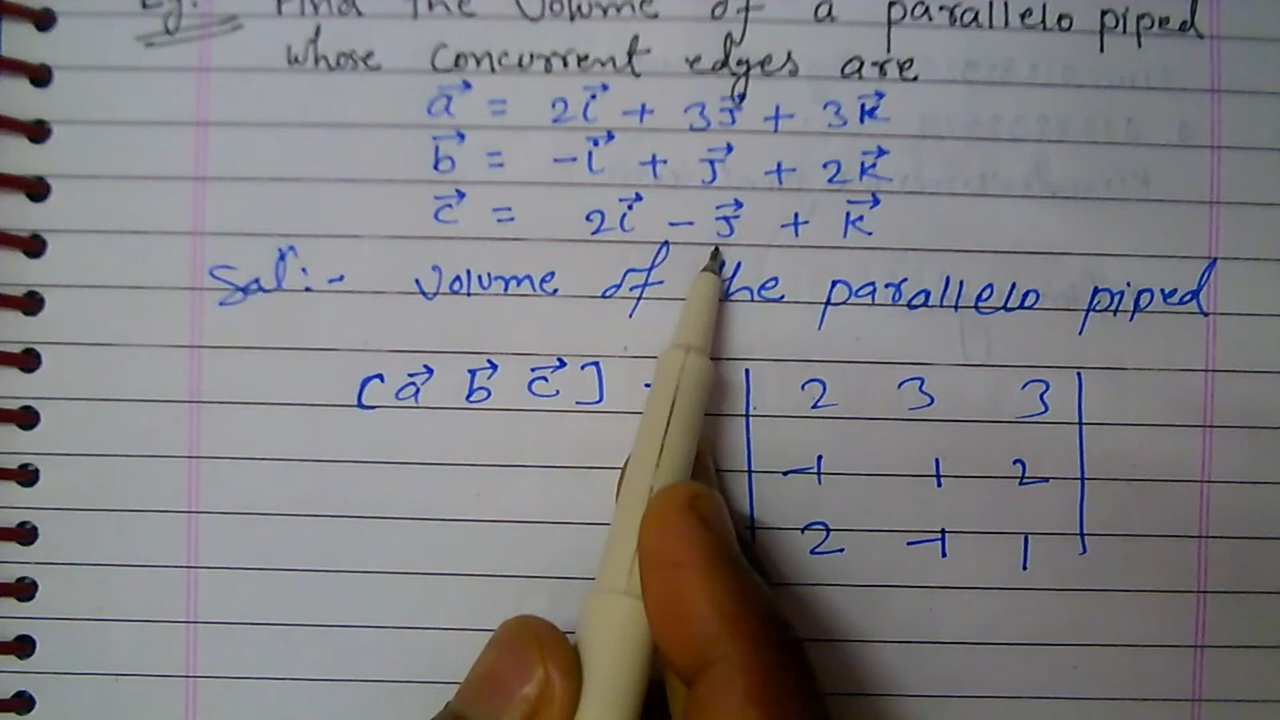 Eg: Find the volume of a parallelo piped
whose concurrent edges are
a⃗ = 2i⃗ + 3j⃗ + 3k⃗
b⃗ = -i⃗ + j⃗ + 2k⃗
c⃗ = 2i⃗ - j⃗ + k⃗
Sol:- volume of the parallelo piped
[a⃗ b⃗ c⃗] = | 2 3 3 |
| -1 1 2 |
| 2 -1 1 |